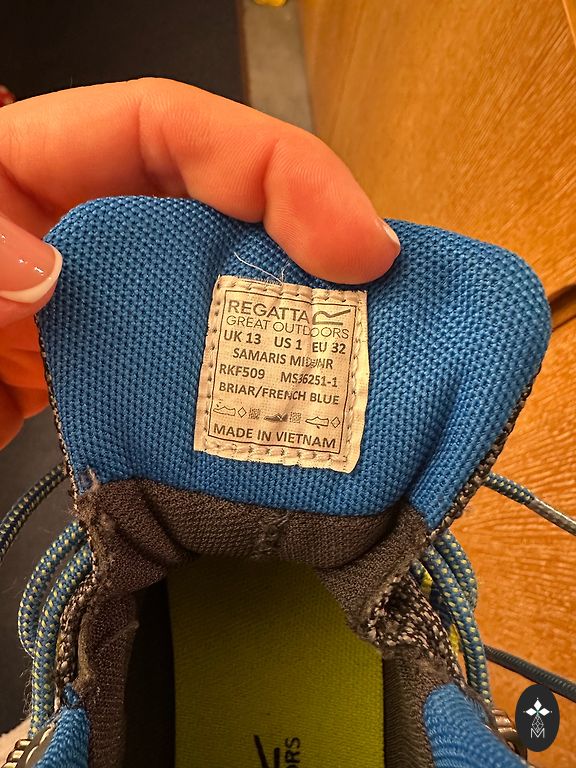 REGATTA
GREAT OUTDOORS
UK 13 US 1 EU 32
SAMARIS MID JNR
RKF509 MS36251-1
BRIAR/FRENCH BLUE
MADE IN VIETNAM